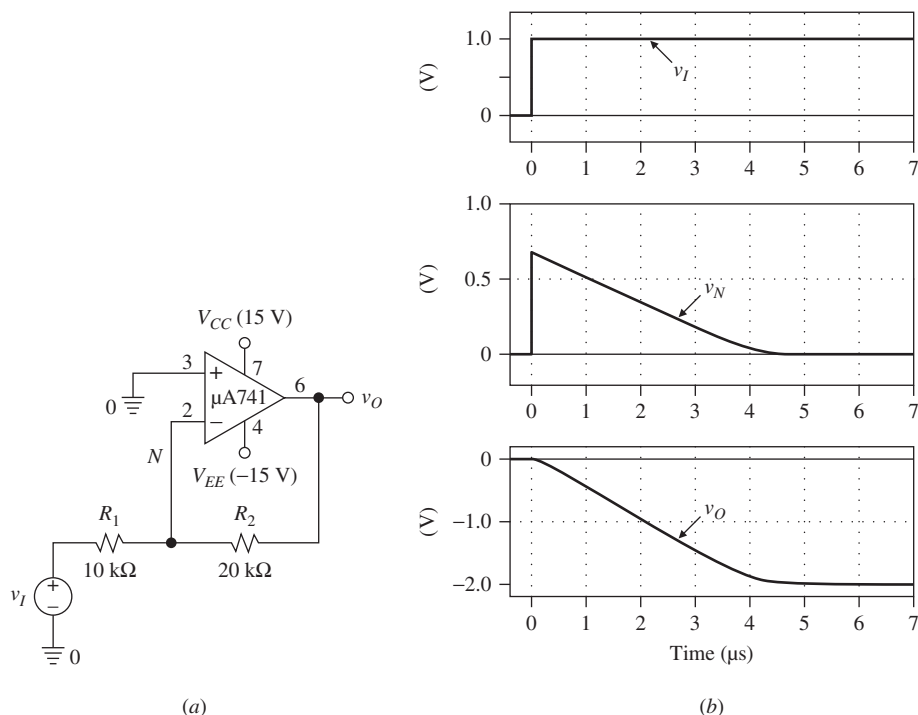 V_CC (15 V)
3
7
+
µA741
6
v_O
0
2
−
4
N
V_EE (−15 V)
R_1
R_2
10 kΩ
20 kΩ
v_I
+
−
0
(a)
1.0
(V)
v_I
0
0 1 2 3 4 5 6 7
1.0
(V)
0.5
v_N
0
0 1 2 3 4 5 6 7
0
(V)
−1.0
v_O
−2.0
0 1 2 3 4 5 6 7
Time (µs)
(b)